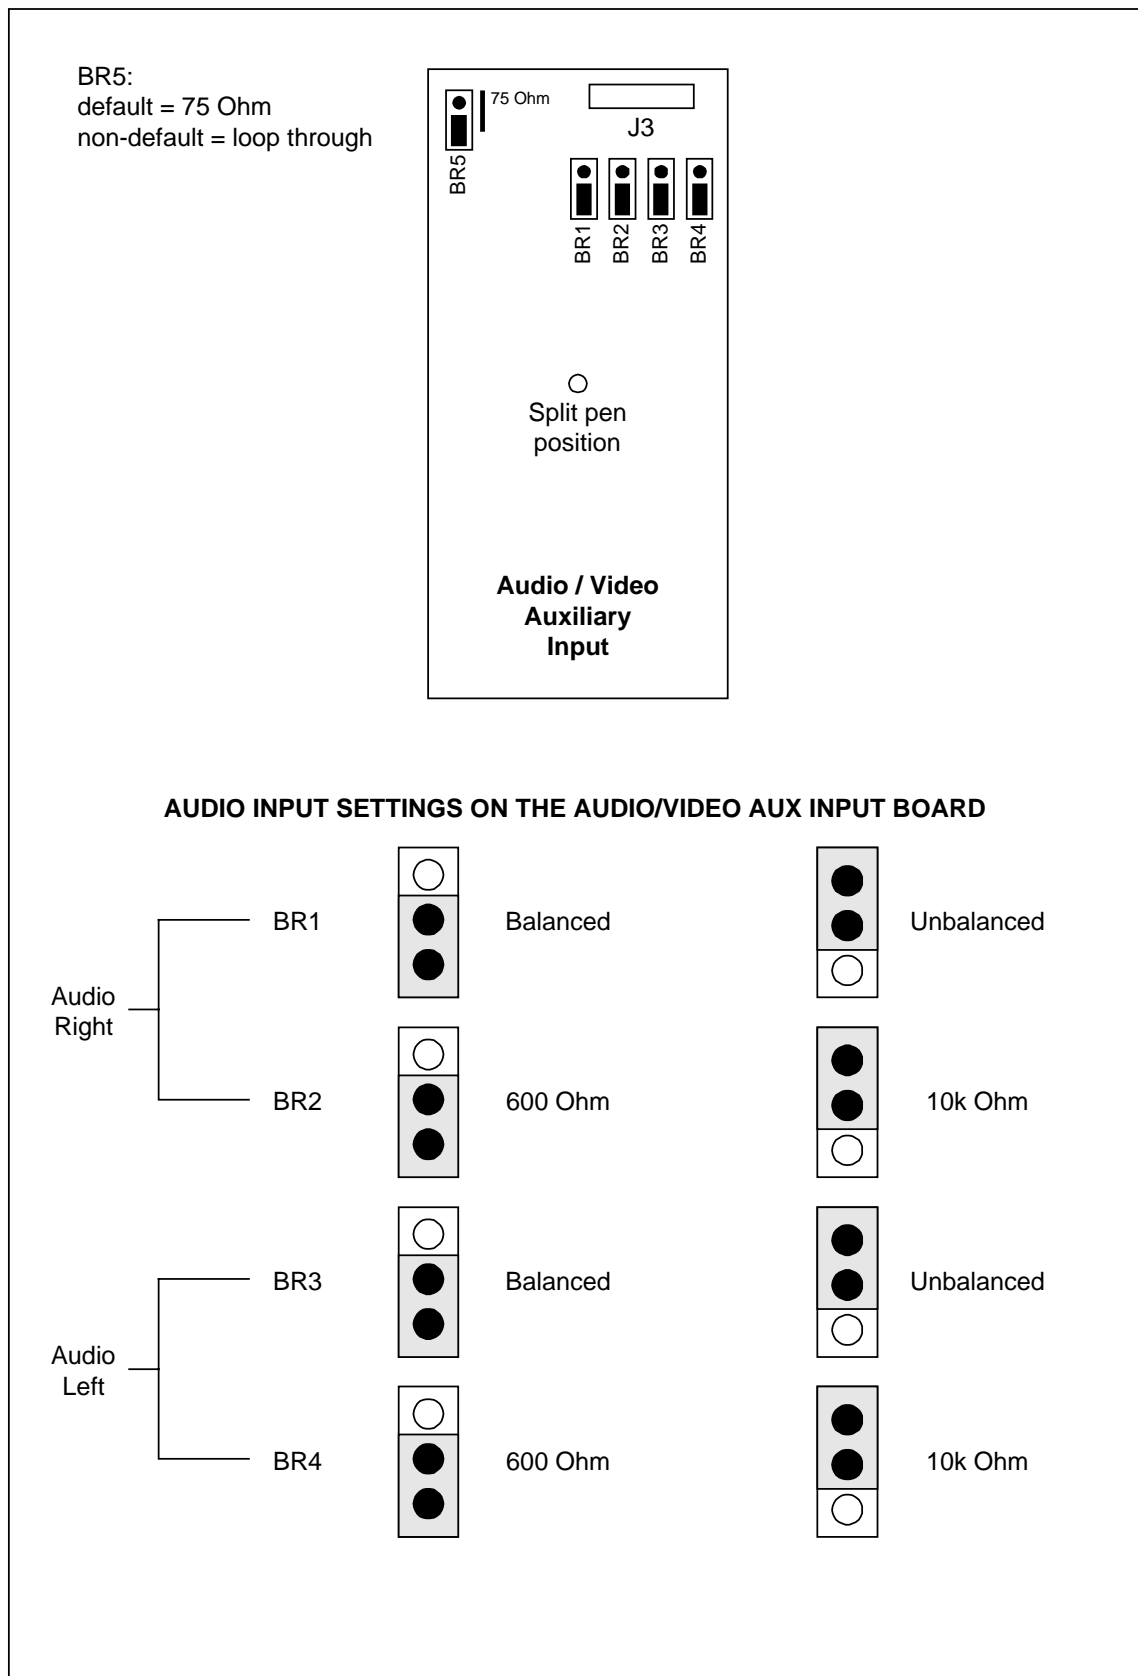 BR5:
default = 75 Ohm
non-default = loop through
75 Ohm
J3
BR5
BR1
BR2
BR3
BR4
Split pen
position
Audio / Video
Auxiliary
Input
AUDIO INPUT SETTINGS ON THE AUDIO/VIDEO AUX INPUT BOARD
Audio
Right
BR1
Balanced
Unbalanced
BR2
600 Ohm
10k Ohm
Audio
Left
BR3
Balanced
Unbalanced
BR4
600 Ohm
10k Ohm